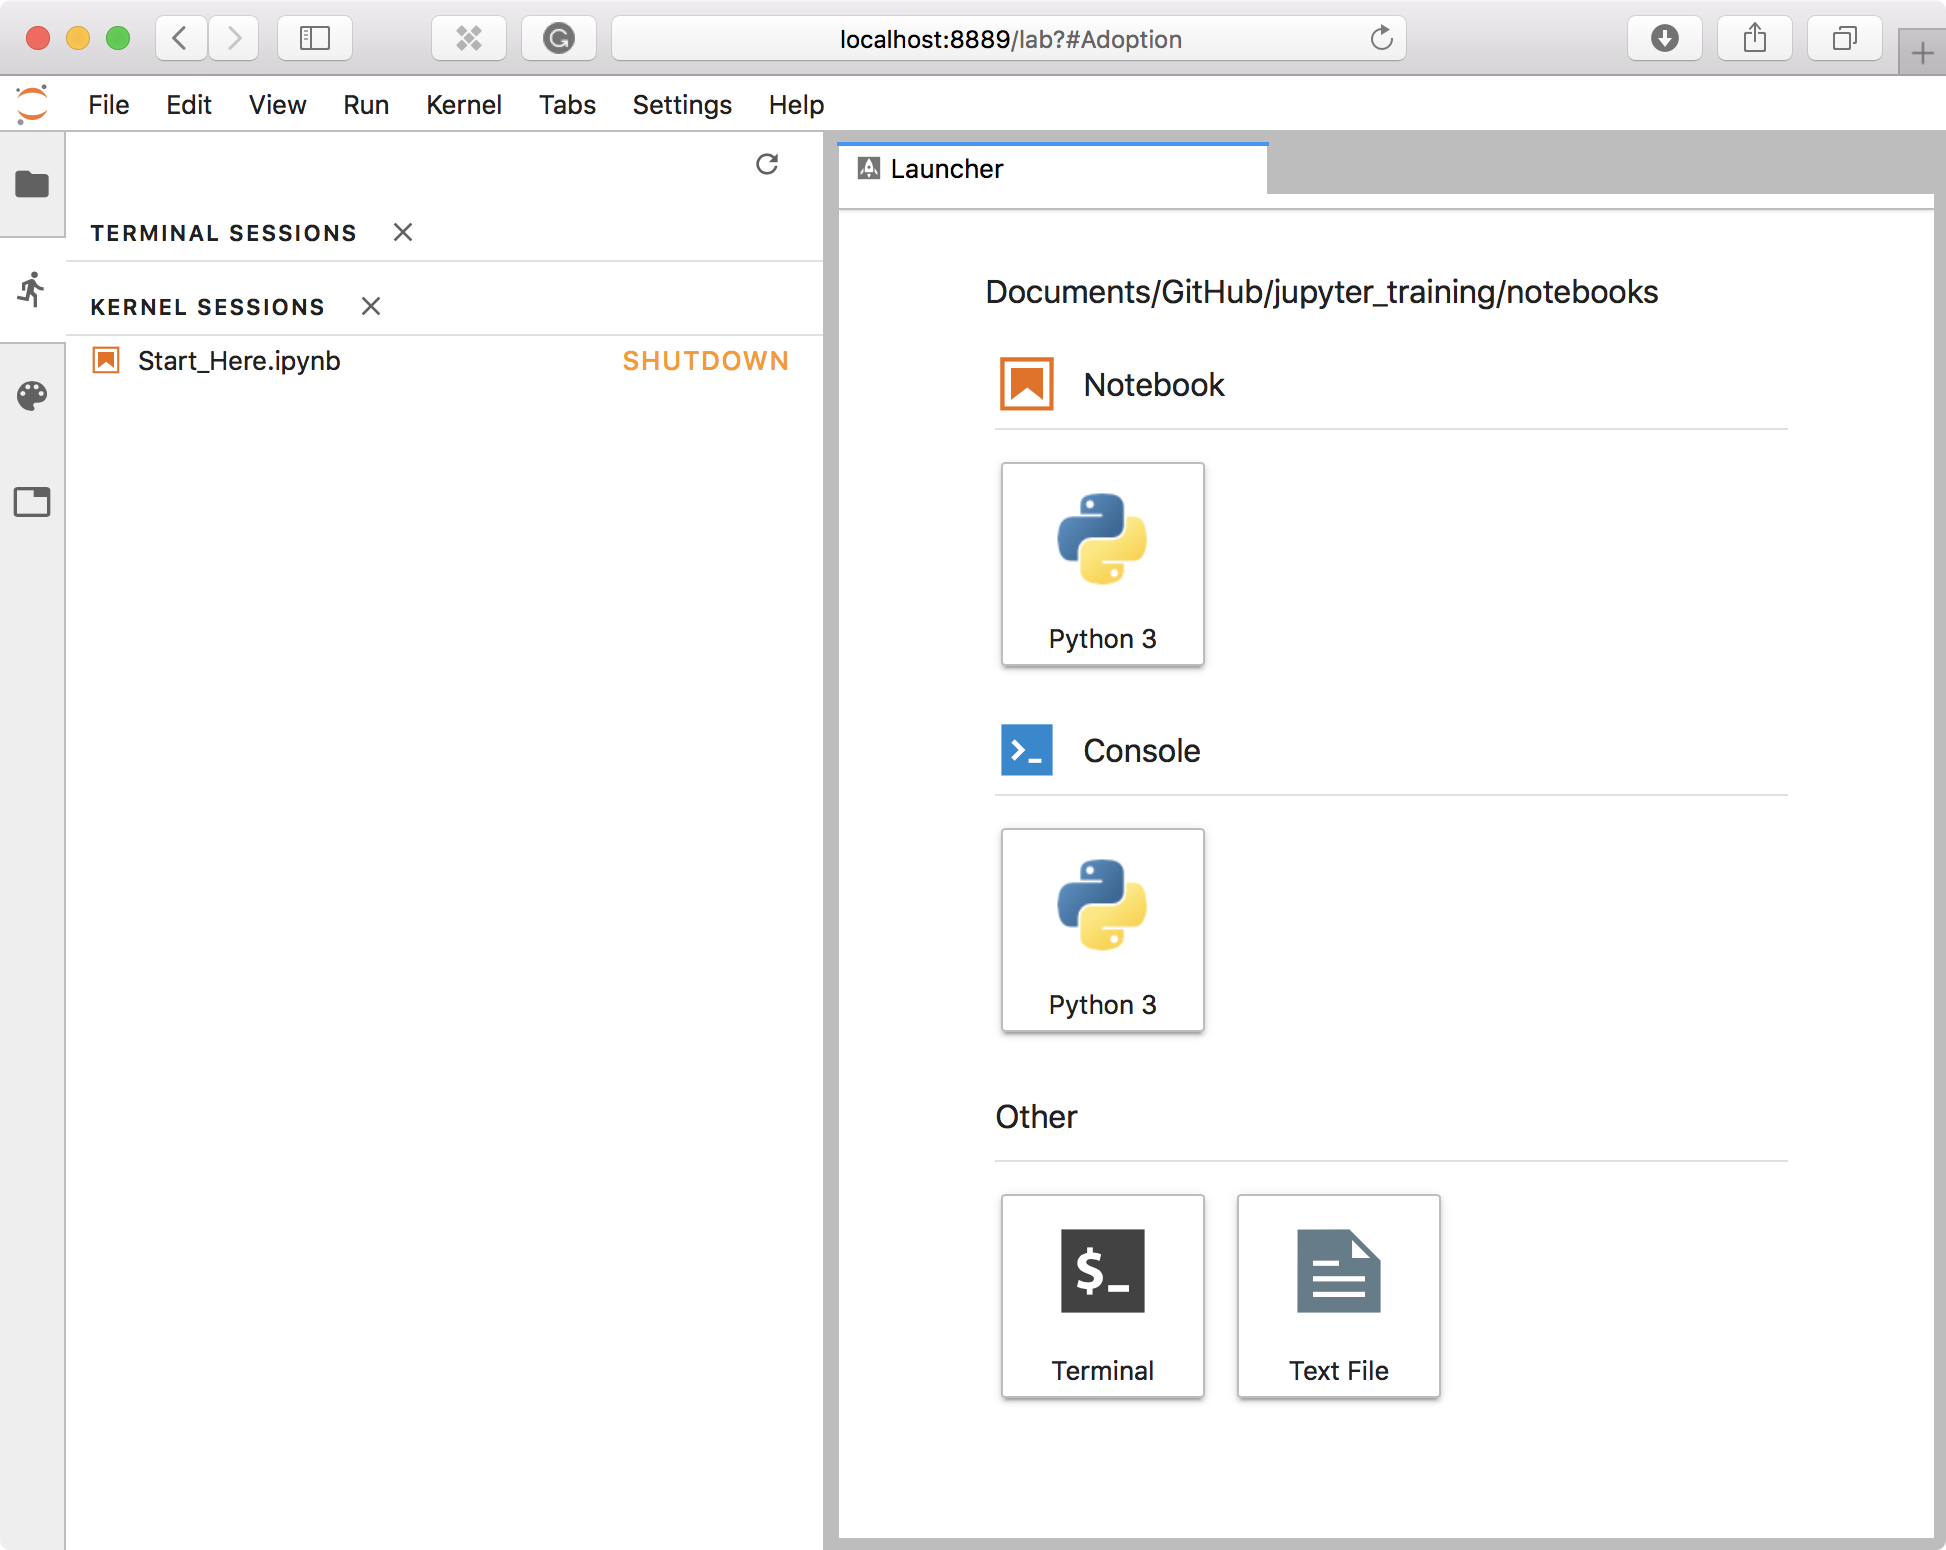 localhost:8889/lab?#Adoption
File Edit View Run Kernel Tabs Settings Help
TERMINAL SESSIONS
KERNEL SESSIONS
Start_Here.ipynb SHUTDOWN
Launcher
Documents/GitHub/jupyter_training/notebooks
Notebook
Python 3
Console
Python 3
Other
$_
Terminal Text File